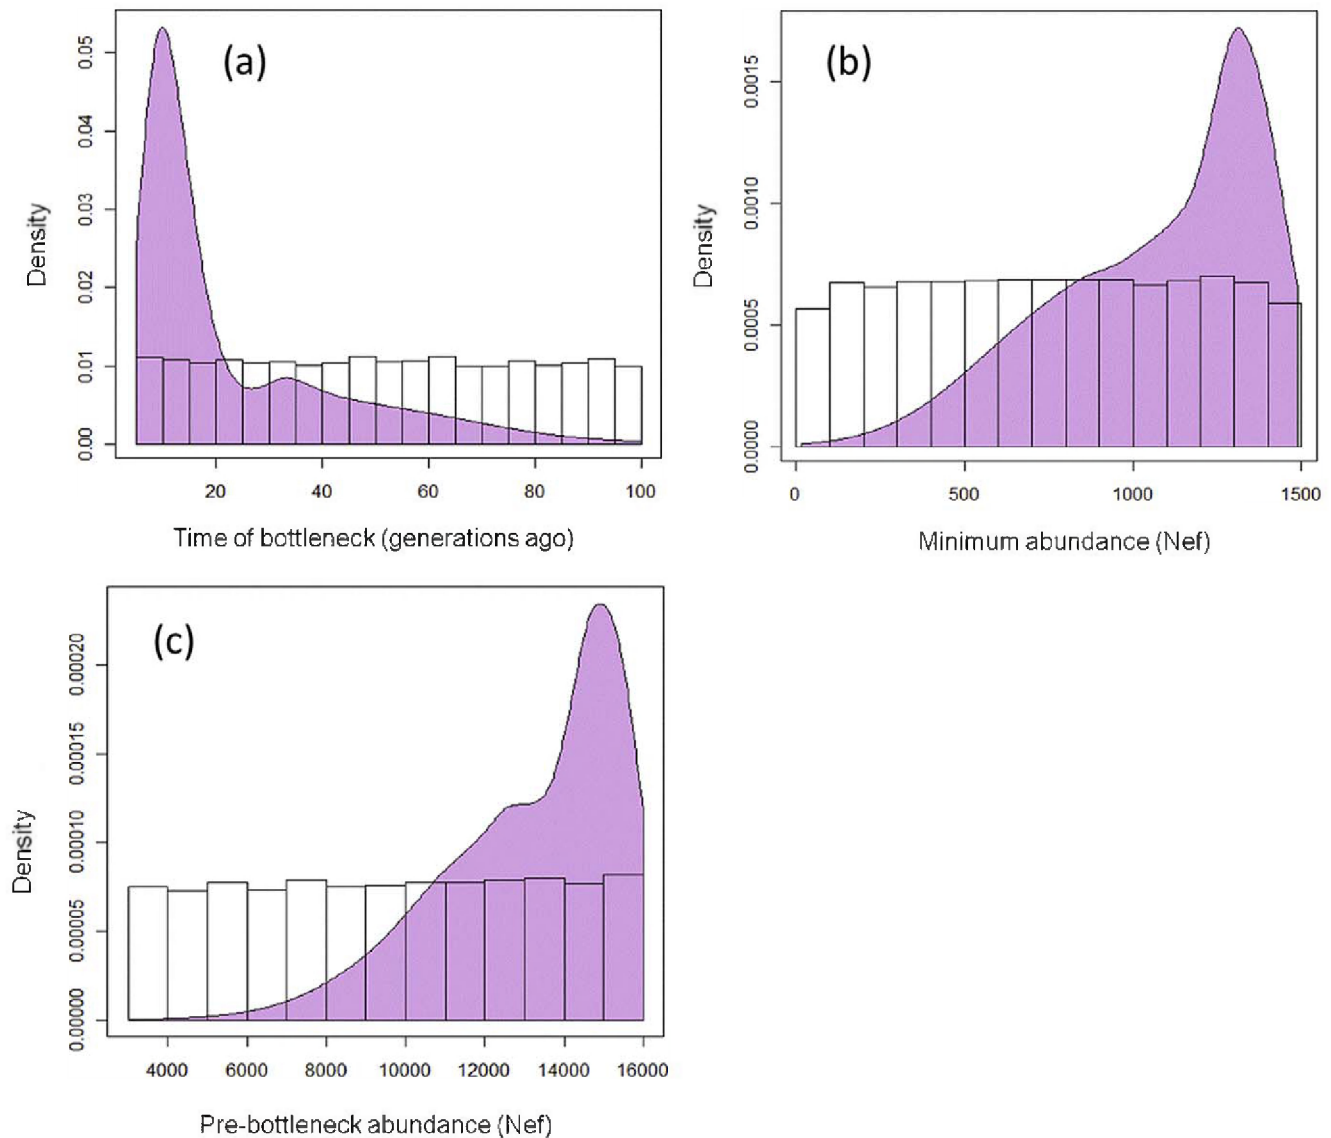 (a)
0.05
0.04
0.03
0.02
0.01
0.00
Density
20 40 60 80 100
Time of bottleneck (generations ago)
(b)
0.0015
0.0010
0.0005
0.0000
Density
0 500 1000 1500
Minimum abundance (Nef)
(c)
0.00020
0.00015
0.00010
0.00005
0.00000
Density
4000 6000 8000 10000 12000 14000 16000
Pre-bottleneck abundance (Nef)